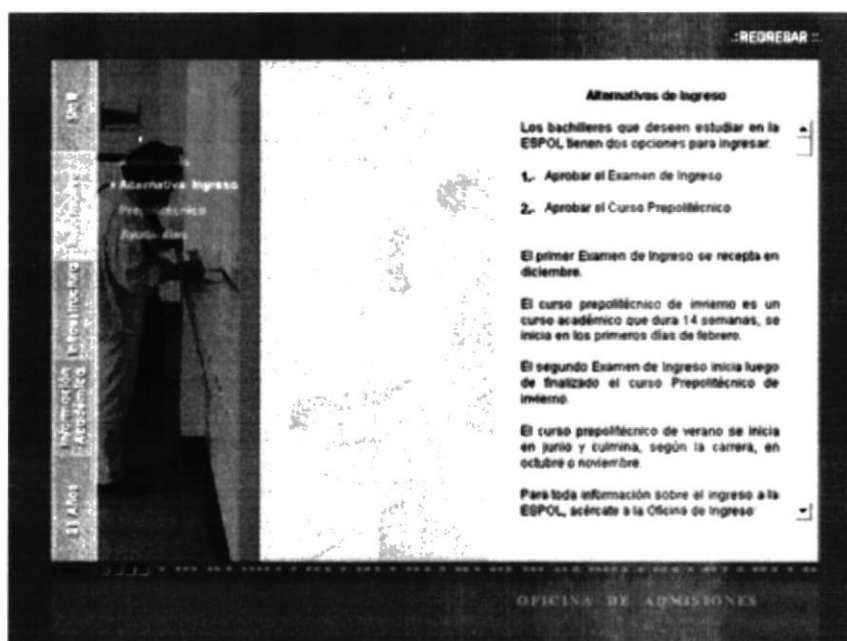 .:REGRESAR ::
Alternativas de Ingreso
Los bachilleres que deseen estudiar en la
ESPOL tienen dos opciones para ingresar.
1.- Aprobar el Examen de Ingreso
2.- Aprobar el Curso Prepolitécnico
El primer Examen de Ingreso se recepta en
diciembre.
El curso prepolitécnico de invierno es un
curso académico que dura 14 semanas, se
inicia en los primeros días de febrero.
El segundo Examen de Ingreso inicia luego
de finalizado el curso Prepolitécnico de
invierno.
El curso prepolitécnico de verano se inicia
en junio y culmina, según la carrera, en
octubre o noviembre.
Para toda información sobre el ingreso a la
ESPOL, acércate a la Oficina de Ingreso:
Alternativa Ingreso
Prepolitécnico
Ayuda
Infraestructura
Información
Académica
Años
OFICINA DE ADMISIONES